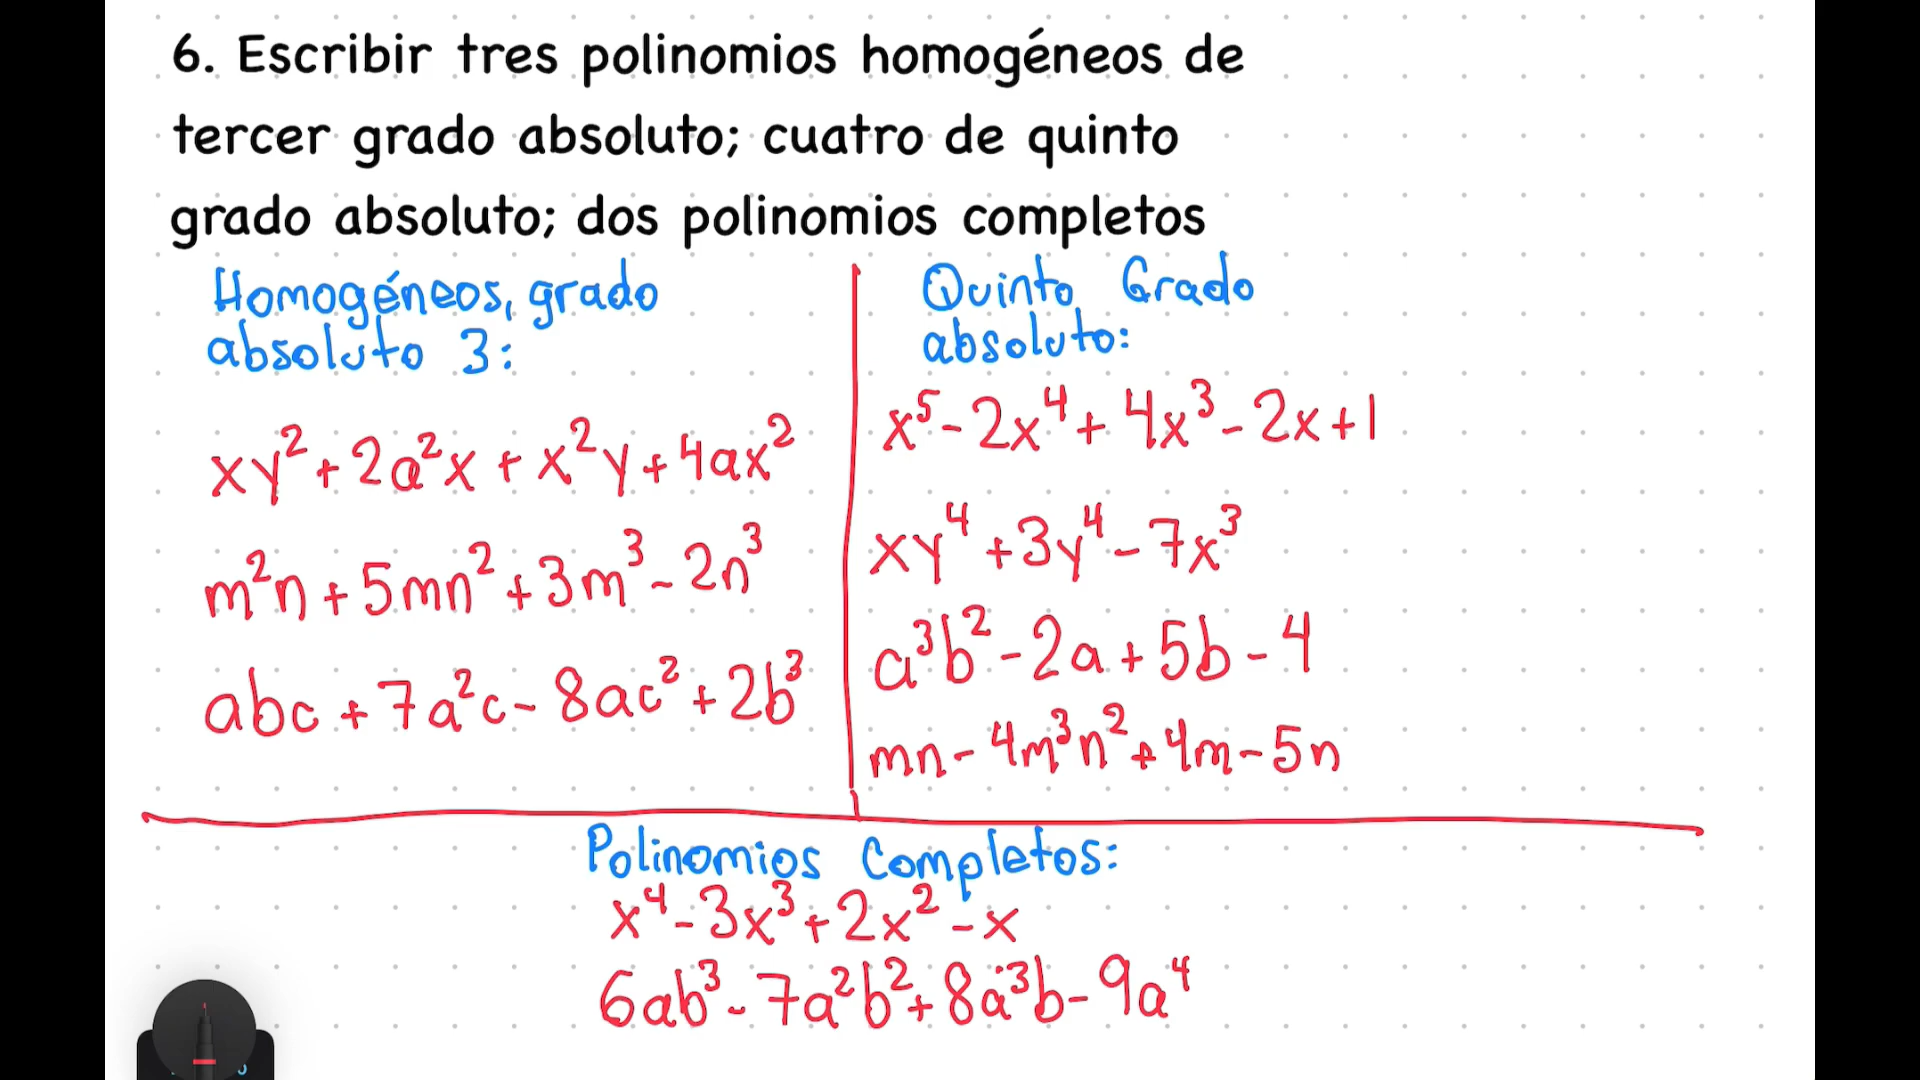 6. Escribir tres polinomios homogéneos de
tercer grado absoluto; cuatro de quinto
grado absoluto; dos polinomios completos
Homogéneos, grado
absoluto 3:
xy² + 2a²x + x²y + 4ax²
m²n + 5mn² + 3m³ - 2n³
abc + 7a²c - 8ac² + 2b³
Quinto Grado
absoluto:
x⁵ - 2x⁴ + 4x³ - 2x + 1
xy⁴ + 3y⁴ - 7x³
a³b² - 2a + 5b - 4
mn - 4m³n² + 4m - 5n
Polinomios Completos:
x⁴ - 3x³ + 2x² - x
6ab³ - 7a²b² + 8a³b - 9a⁴